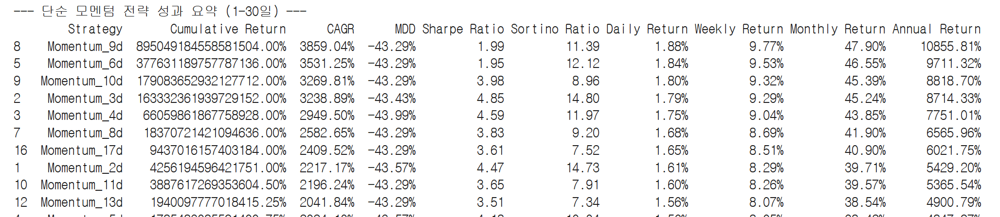 --- 단순 모멘텀 전략 성과 요약 (1-30일) ---
Strategy Cumulative Return CAGR MDD Sharpe Ratio Sortino Ratio Daily Return Weekly Return Monthly Return Annual Return
8 Momentum_9d 895049184558581504.00% 3859.04% -43.29% 1.99 11.39 1.88% 9.77% 47.90% 10855.81%
5 Momentum_6d 377631189757787136.00% 3531.25% -43.29% 1.95 12.12 1.84% 9.53% 46.55% 9711.32%
9 Momentum_10d 179083652932127712.00% 3269.81% -43.29% 3.98 8.96 1.80% 9.32% 45.39% 8818.70%
2 Momentum_3d 163332361939729152.00% 3238.89% -43.43% 4.85 14.80 1.79% 9.29% 45.24% 8714.33%
3 Momentum_4d 66059861867758928.00% 2949.50% -43.99% 4.59 11.97 1.75% 9.04% 43.85% 7751.01%
7 Momentum_8d 18370721421094636.00% 2582.65% -43.29% 3.83 9.20 1.68% 8.69% 41.90% 6565.96%
16 Momentum_17d 9437016157403184.00% 2409.52% -43.29% 3.61 7.52 1.65% 8.51% 40.90% 6021.75%
1 Momentum_2d 4256194596421751.00% 2217.17% -43.57% 4.47 14.73 1.61% 8.29% 39.71% 5429.20%
10 Momentum_11d 3887617269353604.50% 2196.24% -43.29% 3.65 7.91 1.60% 8.26% 39.57% 5365.54%
12 Momentum_13d 1940097777018415.25% 2041.84% -43.29% 3.51 7.34 1.56% 8.07% 38.54% 4900.79%